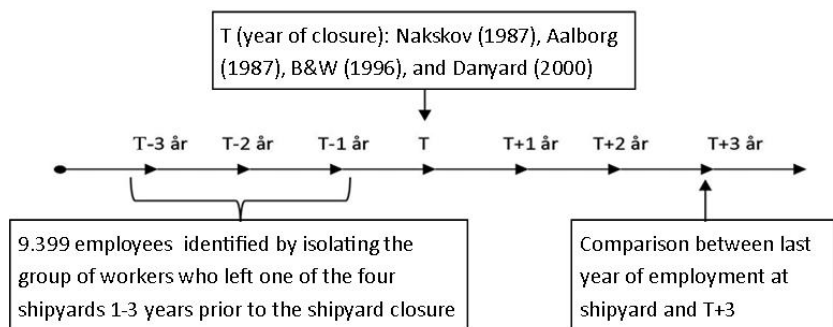 T (year of closure): Nakskov (1987), Aalborg
(1987), B&W (1996), and Danyard (2000)
T-3 år T-2 år T-1 år T T+1 år T+2 år T+3 år
9.399 employees identified by isolating the
group of workers who left one of the four
shipyards 1-3 years prior to the shipyard closure
Comparison between last
year of employment at
shipyard and T+3